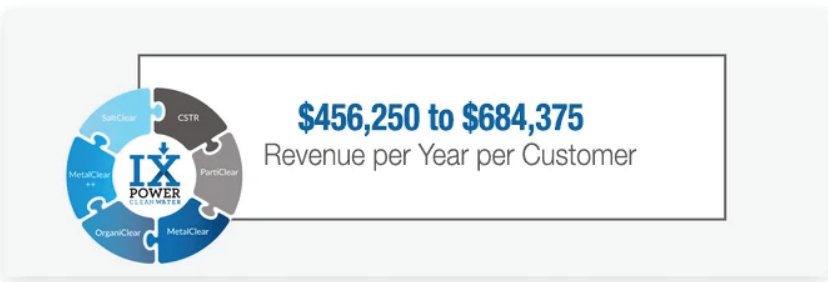 $456,250 to $684,375
Revenue per Year per Customer
SaltClear
CSTR
MetalClear
++
PartiClear
IX
POWER
CLEAN WATER
OrganiClear
MetalClear